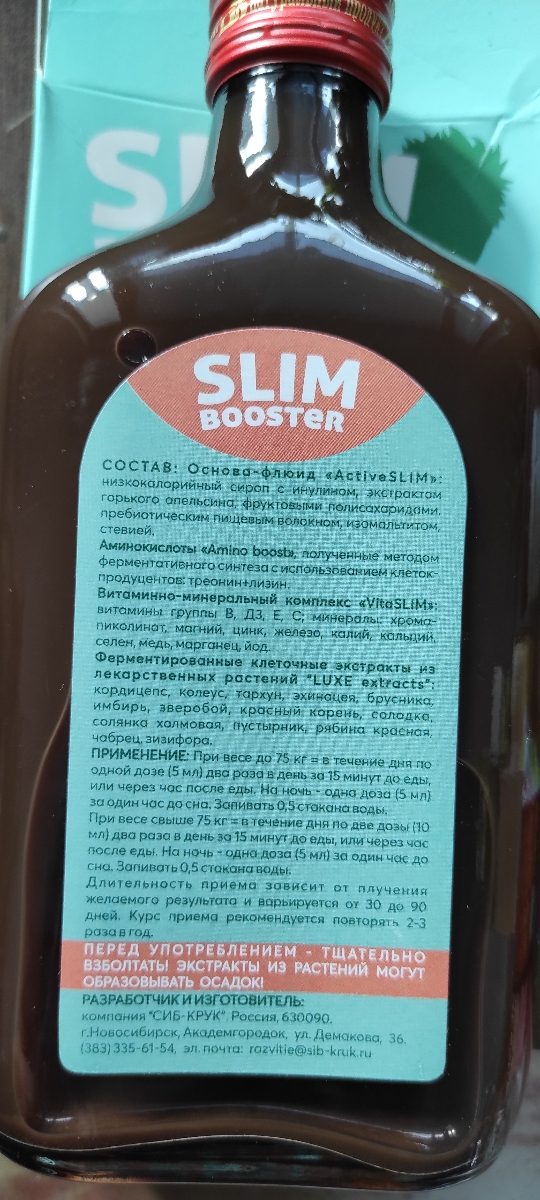 SLIM
BOOSTER
СОСТАВ: Основа-флюид «ActiveSLIM»:
низкокалорийный сироп с инулином, экстрактом
горького апельсина, фруктовыми полисахаридами,
пребиотическим пищевым волокном, изомальтитом,
стевией.
Аминокислоты «Amino boost», полученные методом
ферментативного синтеза с использованием клеток-
продуцентов: треонин+лизин.
Витаминно-минеральный комплекс «VitaSLIM»:
витамины группы В, Д3, Е, С; минералы: хрома-
пиколинат, магний, цинк, железо, калий, кальций,
селен, медь, марганец, йод.
Ферментированные клеточные экстракты из
лекарственных растений "LUXE extracts":
кордицепс, колеус, тархун, эхинацея, брусника,
имбирь, зверобой, красный корень, солодка,
солянка холмовая, пустырник, рябина красная,
чабрец, зизифора.
ПРИМЕНЕНИЕ: При весе до 75 кг = в течение дня по
одной дозе (5 мл) два раза в день за 15 минут до еды,
или через час после еды. На ночь - одна доза (5 мл)
за один час до сна. Запивать 0,5 стакана воды.
При весе свыше 75 кг = в течение дня по две дозы (10
мл) два раза в день за 15 минут до еды, или через час
после еды. На ночь - одна доза (5 мл) за один час до
сна. Запивать 0,5 стакана воды.
Длительность приема зависит от плучения
желаемого результата и варьируется от 30 до 90
дней. Курс приема рекомендуется повторять 2-3
раза в год.
ПЕРЕД УПОТРЕБЛЕНИЕМ - ТЩАТЕЛЬНО
ВЗБОЛТАТЬ! ЭКСТРАКТЫ ИЗ РАСТЕНИЙ МОГУТ
ОБРАЗОВЫВАТЬ ОСАДОК!
РАЗРАБОТЧИК И ИЗГОТОВИТЕЛЬ:
компания "СИБ-КРУК". Россия, 630090,
г.Новосибирск, Академгородок, ул. Демакова, 36.
(383) 335-61-54, эл. почта: razvitie@sib-kruk.ru